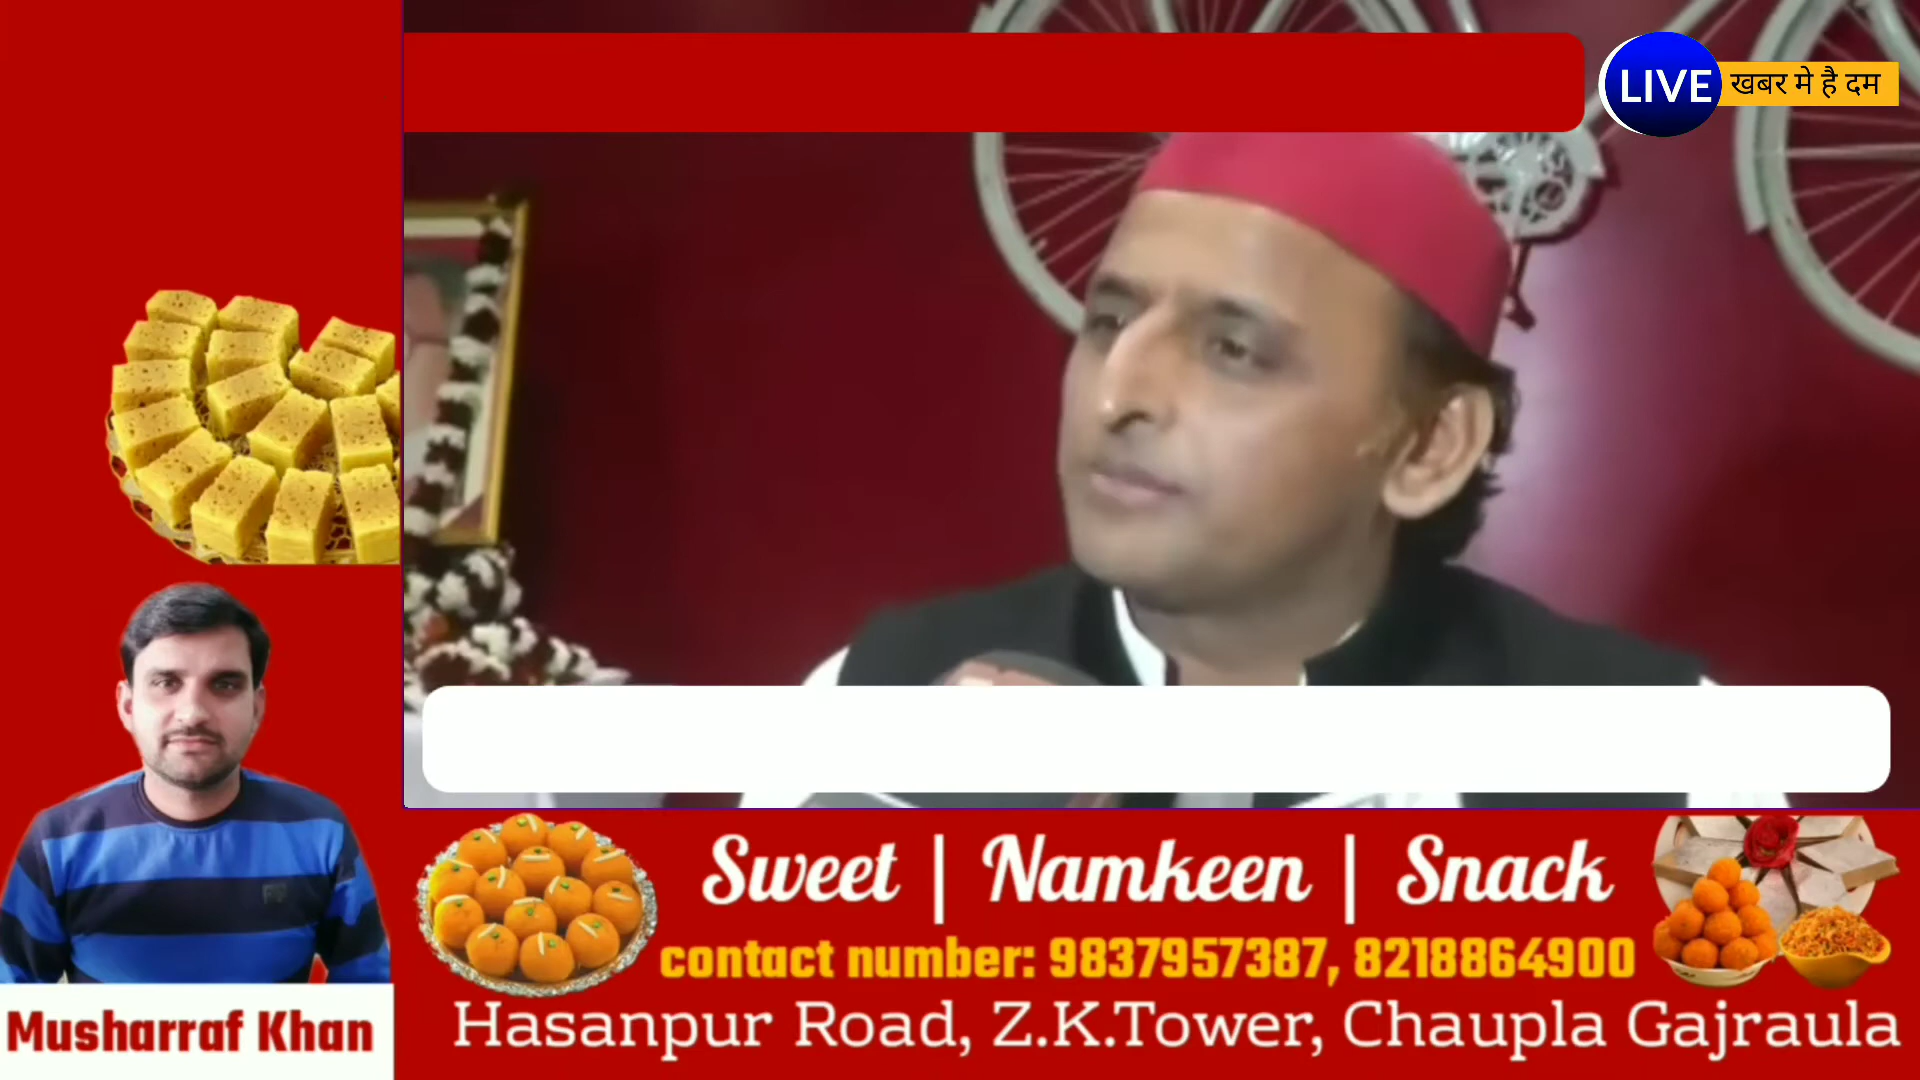 LIVE खबर मे है दम
Sweet | Namkeen | Snack
contact number: 9837957387, 8218864900
Musharraf Khan
Hasanpur Road, Z.K.Tower, Chaupla Gajraula